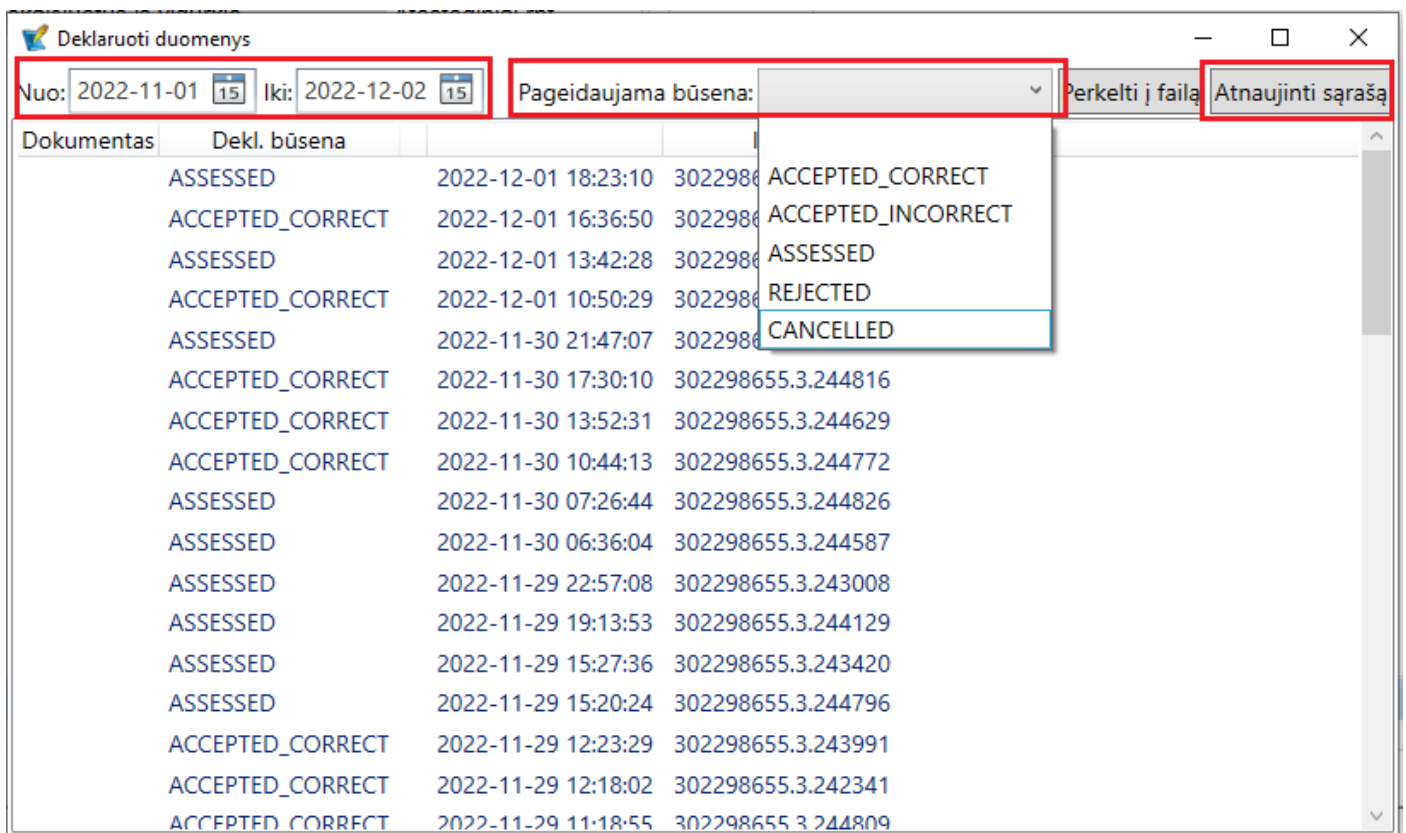 Deklaruoti duomenys
Nuo: 2022-11-01 15 Iki: 2022-12-02 15 Pageidaujama būsena: Perkelti į failą Atnaujinti sąrašą
Dokumentas Dekl. būsena
ASSESSED 2022-12-01 18:23:10 302298
ACCEPTED_CORRECT 2022-12-01 16:36:50 302298
ASSESSED 2022-12-01 13:42:28 302298
ACCEPTED_CORRECT 2022-12-01 10:50:29 302298
ASSESSED 2022-11-30 21:47:07 302298
ACCEPTED_CORRECT
ACCEPTED_INCORRECT
ASSESSED
REJECTED
CANCELLED
ACCEPTED_CORRECT 2022-11-30 17:30:10 302298655.3.244816
ACCEPTED_CORRECT 2022-11-30 13:52:31 302298655.3.244629
ACCEPTED_CORRECT 2022-11-30 10:44:13 302298655.3.244772
ASSESSED 2022-11-30 07:26:44 302298655.3.244826
ASSESSED 2022-11-30 06:36:04 302298655.3.244587
ASSESSED 2022-11-29 22:57:08 302298655.3.243008
ASSESSED 2022-11-29 19:13:53 302298655.3.244129
ASSESSED 2022-11-29 15:27:36 302298655.3.243420
ASSESSED 2022-11-29 15:20:24 302298655.3.244796
ACCEPTED_CORRECT 2022-11-29 12:23:29 302298655.3.243991
ACCEPTED_CORRECT 2022-11-29 12:18:02 302298655.3.242341
ACCEPTED_CORRECT 2022-11-29 11:18:55 302298655.3.244809